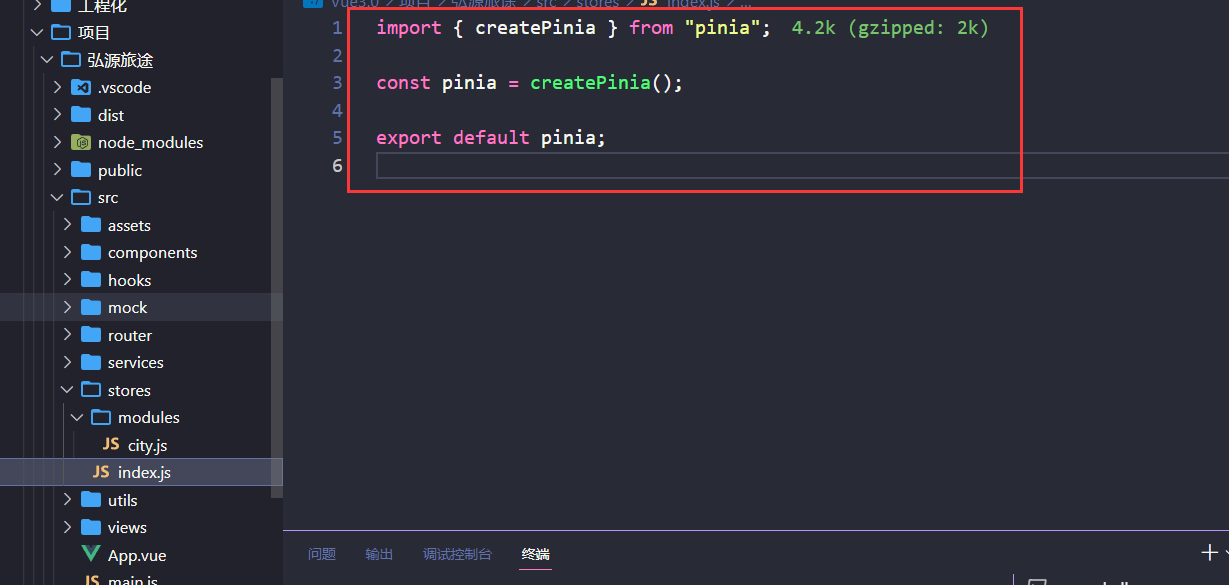 工程化
项目
弘源旅途
.vscode
dist
node_modules
public
src
assets
components
hooks
mock
router
services
stores
modules
JS city.js
JS index.js
utils
views
App.vue
JS main.js
vue3.0 > 项目 > 弘源旅途 > src > stores > JS index.js > ...
1 import { createPinia } from "pinia"; 4.2k (gzipped: 2k)
2
3 const pinia = createPinia();
4
5 export default pinia;
6
问题 输出 调试控制台 终端